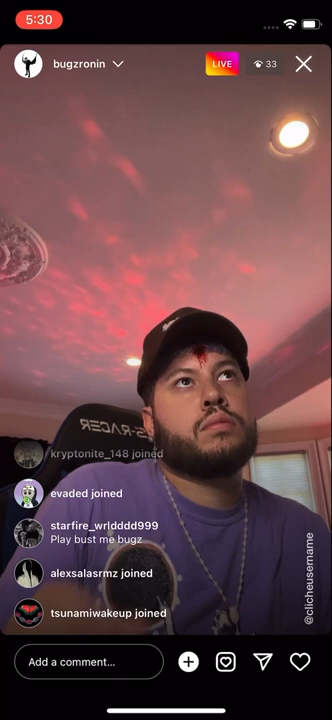 5:30
bugzronin
LIVE
33
S-RACER
kryptonite_148 joined
evaded joined
starfire_wrldddd999
Play bust me bugz
alexsalasrmz joined
tsunamiwakeup joined
@clicheusername
Add a comment...